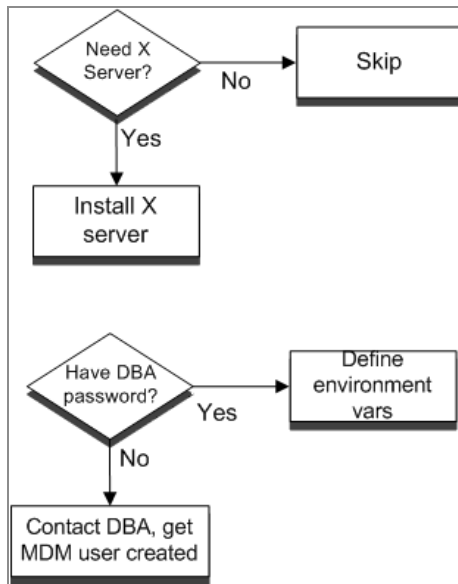 Need X
Server?
No
Skip
Yes
Install X
server
Have DBA
password?
Yes
Define
environment
vars
No
Contact DBA, get
MDM user created